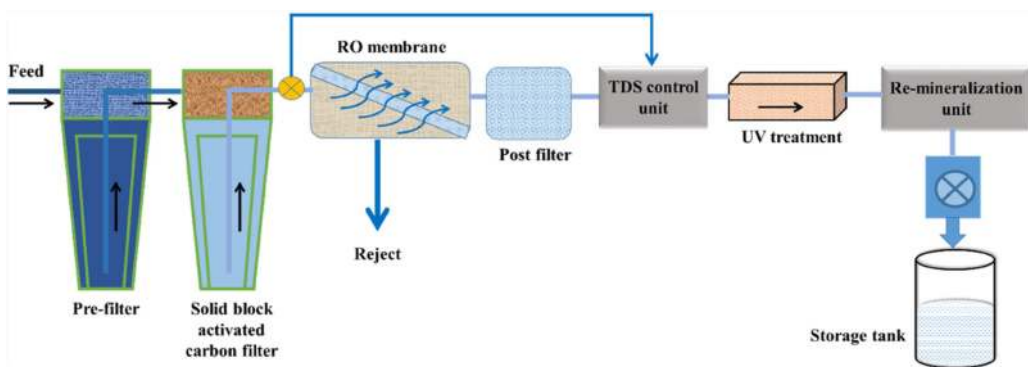 Feed
RO membrane
TDS control
unit
Re-mineralization
unit
UV treatment
Post filter
Reject
Pre-filter
Solid block
activated
carbon filter
Storage tank